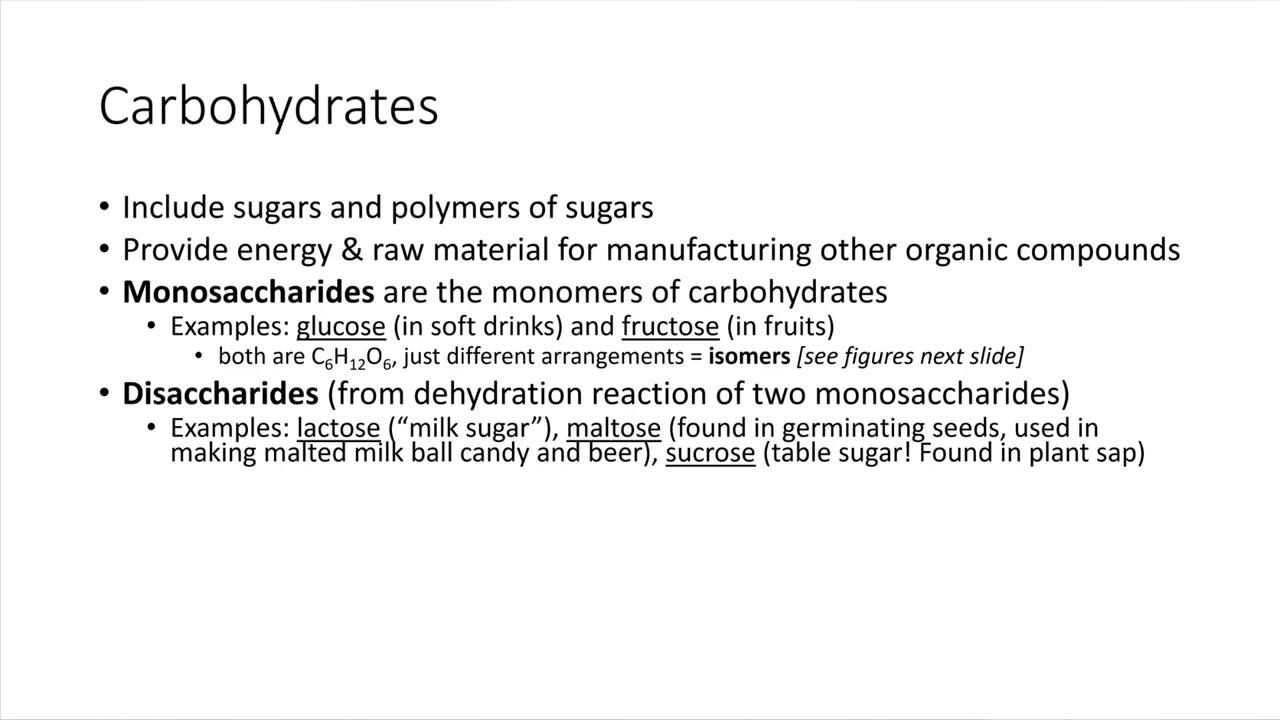 Carbohydrates
• Include sugars and polymers of sugars
• Provide energy & raw material for manufacturing other organic compounds
• Monosaccharides are the monomers of carbohydrates
• Examples: glucose (in soft drinks) and fructose (in fruits)
• both are C₆H₁₂O₆, just different arrangements = isomers [see figures next slide]
• Disaccharides (from dehydration reaction of two monosaccharides)
• Examples: lactose (“milk sugar”), maltose (found in germinating seeds, used in
making malted milk ball candy and beer), sucrose (table sugar! Found in plant sap)